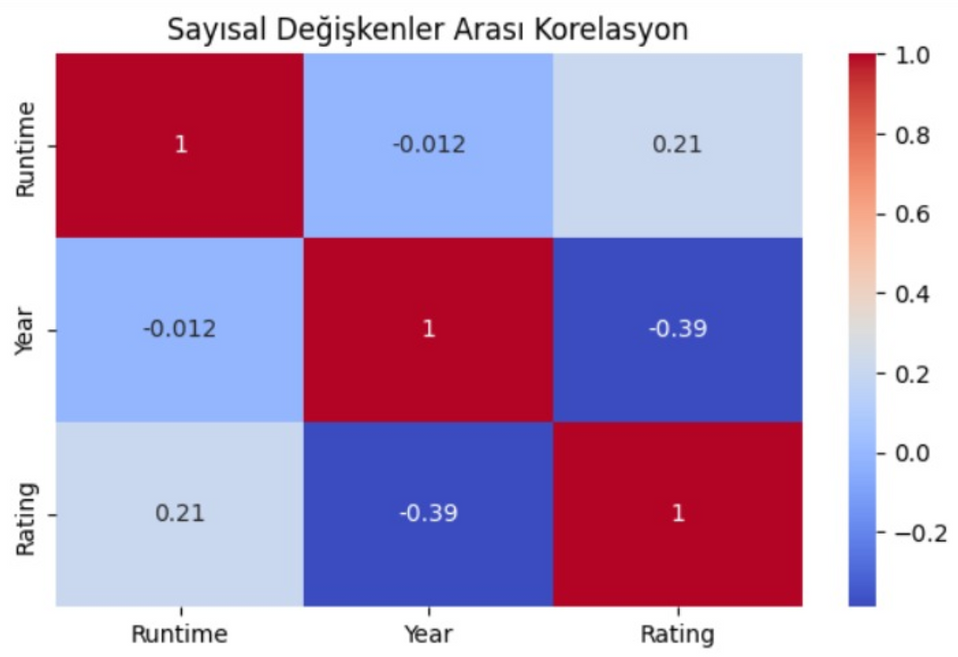 Sayısal Değişkenler Arası Korelasyon
Runtime
1
-0.012
0.21
Year
-0.012
1
-0.39
Rating
0.21
-0.39
1
Runtime
Year
Rating
1.0
0.8
0.6
0.4
0.2
0.0
−0.2